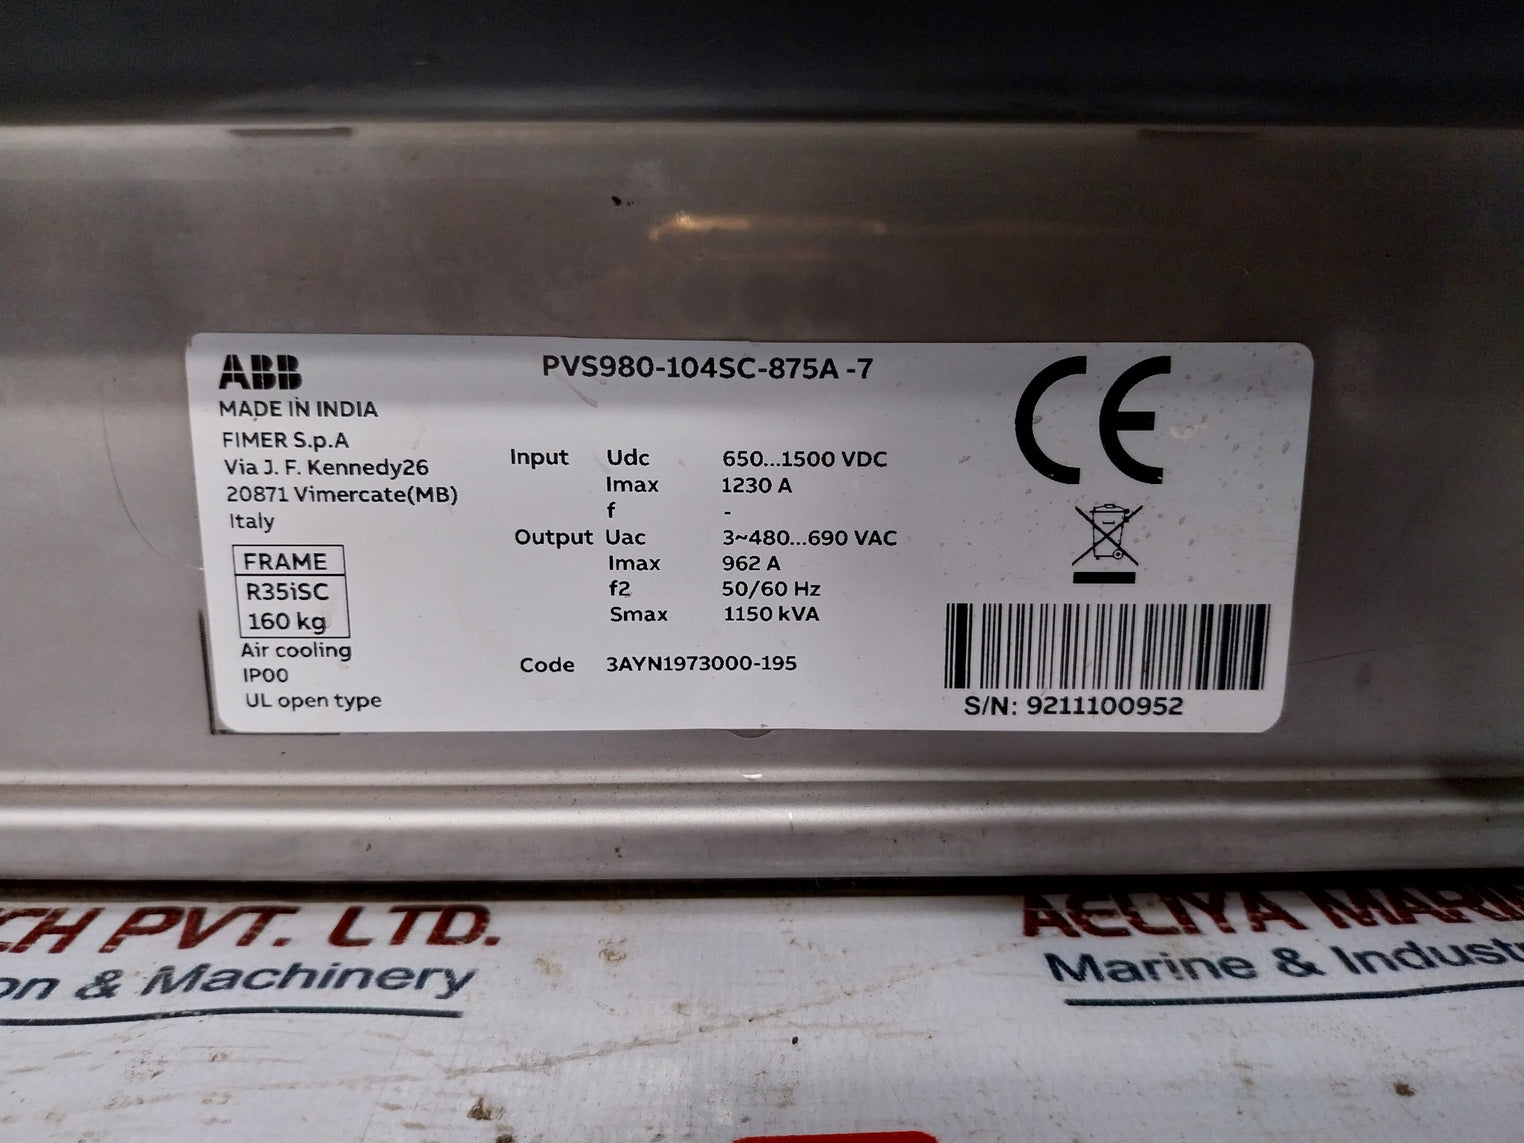 ABB
MADE IN INDIA
FIMER S.p.A
Via J. F. Kennedy26
20871 Vimercate(MB)
Italy
FRAME
R35iSC
160 kg
Air cooling
IP00
UL open type
PVS980-104SC-875A -7
Input Udc 650...1500 VDC
Imax 1230 A
f -
Output Uac 3~480...690 VAC
Imax 962 A
f2 50/60 Hz
Smax 1150 kVA
Code 3AYN1973000-195
CE
S/N: 9211100952
CH PVT. LTD.
on & Machinery
AELIYA MARIN
Marine & Indust